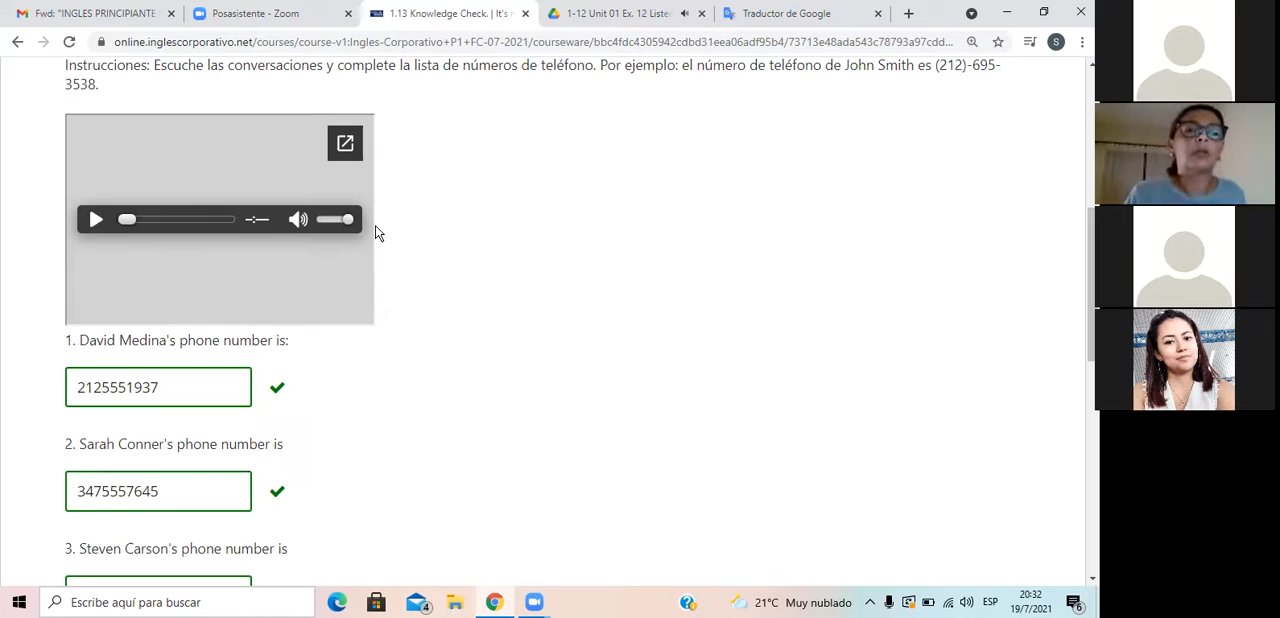 Fwd: "INGLES PRINCIPIANTE
Posasistente - Zoom
1.13 Knowledge Check. | It's n
1-12 Unit 01 Ex. 12 Listen
Traductor de Google
online.inglescorporativo.net/courses/course-v1:Ingles-Corporativo+P1+FC-07-2021/courseware/bbc4fdc4305942cdbd31eea06adf95b4/73713e48ada543c78793a97cdd...
S
Instrucciones: Escuche las conversaciones y complete la lista de números de teléfono. Por ejemplo: el número de teléfono de John Smith es (212)-695-
3538.
-:--
1. David Medina's phone number is:
2125551937
2. Sarah Conner's phone number is
3475557645
3. Steven Carson's phone number is
Escribe aquí para buscar
4
21°C Muy nublado
ESP
20:32
19/7/2021
6